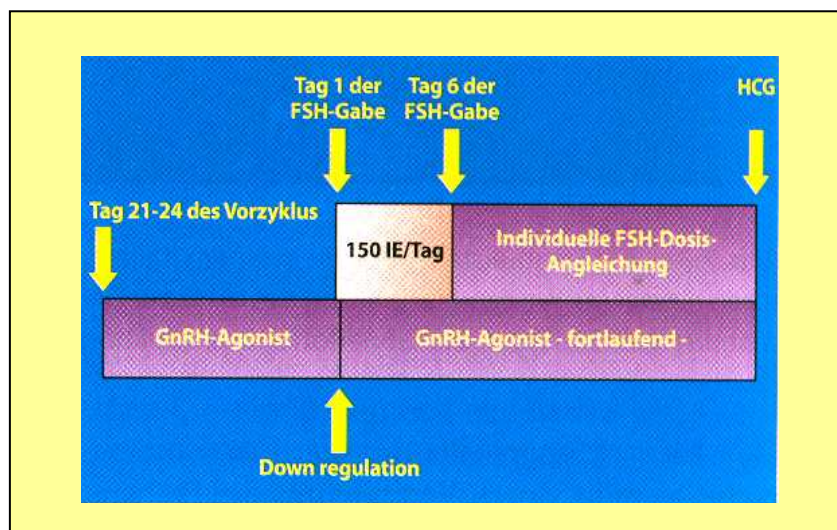 Tag 1 der
FSH-Gabe
Tag 6 der
FSH-Gabe
HCG
Tag 21-24 des Vorzyklus
150 IE/Tag
Individuelle FSH-Dosis-
Angleichung
GnRH-Agonist
GnRH-Agonist - fortlaufend -
Down regulation